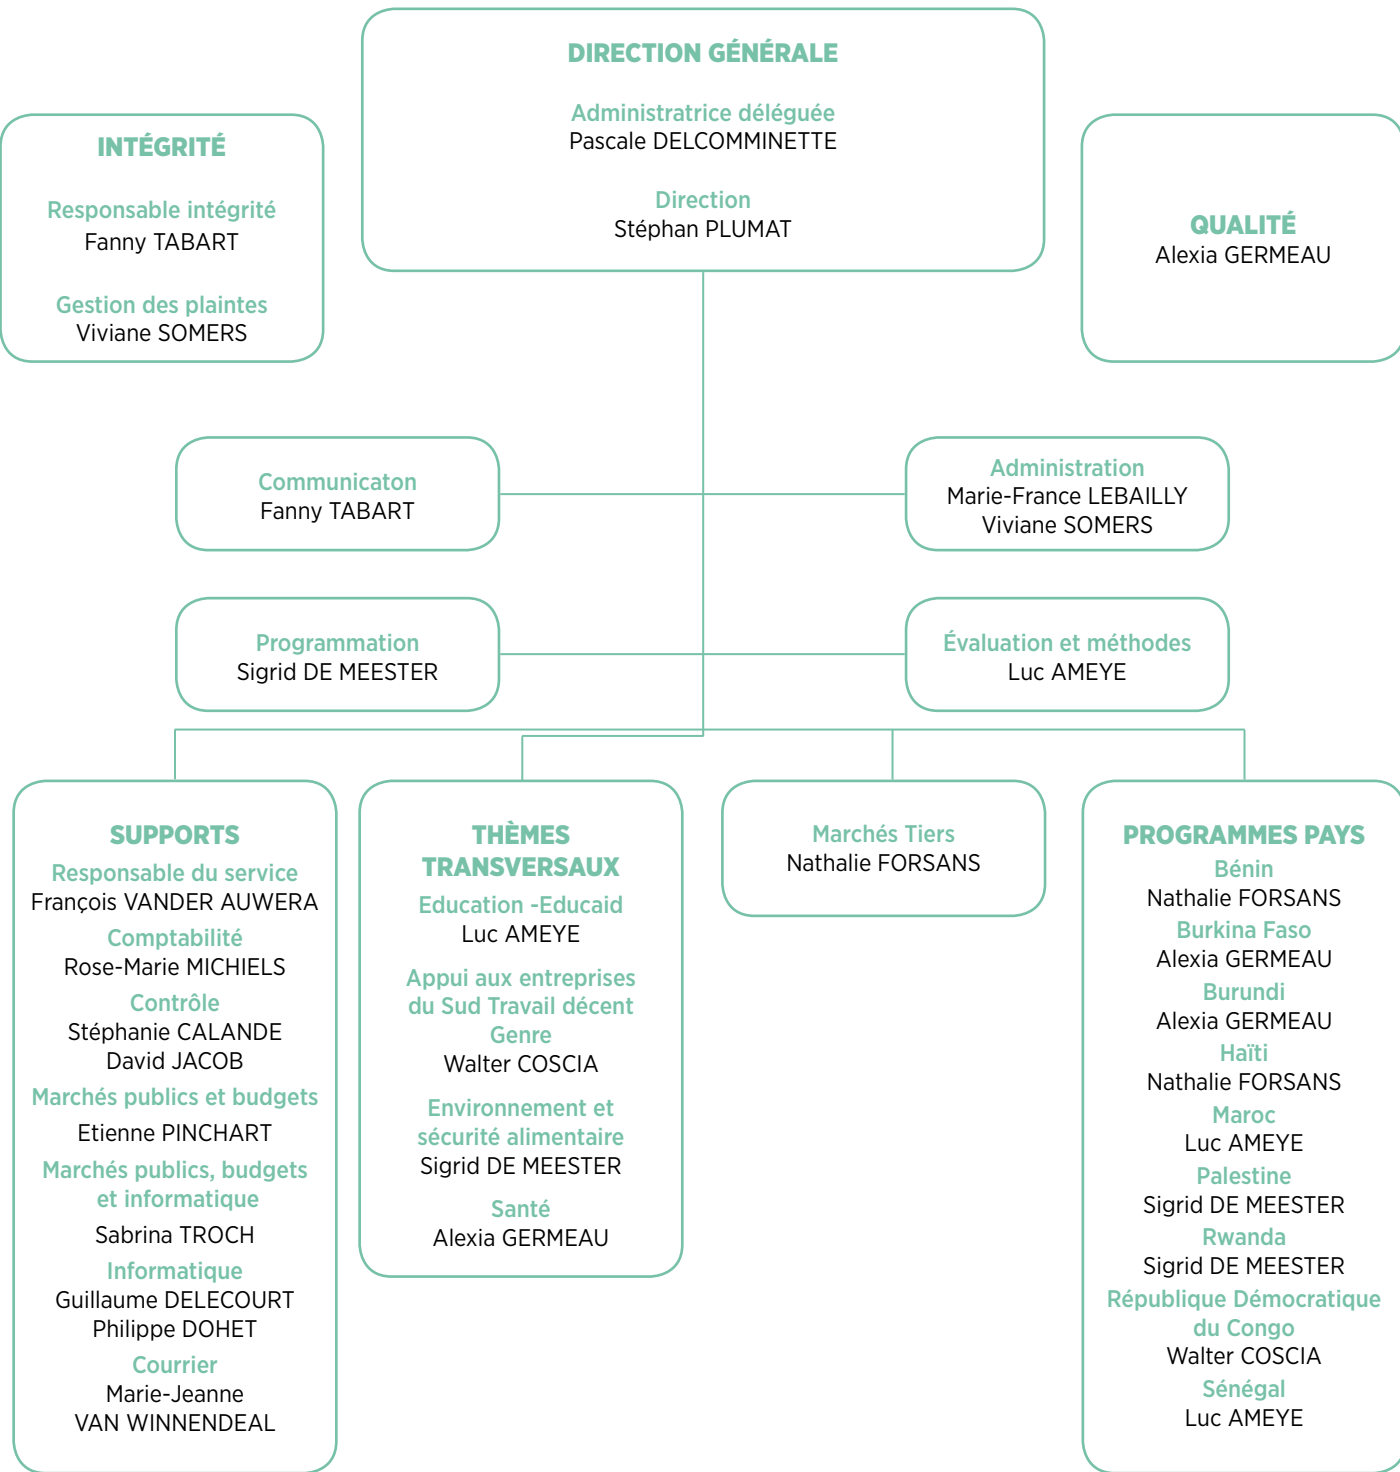 DIRECTION GÉNÉRALE
Administratrice déléguée
Pascale DELCOMMINETTE
Direction
Stéphan PLUMAT
INTÉGRITÉ
Responsable intégrité
Fanny TABART
Gestion des plaintes
Viviane SOMERS
QUALITÉ
Alexia GERMEAU
Communicaton
Fanny TABART
Administration
Marie-France LEBAILLY
Viviane SOMERS
Programmation
Sigrid DE MEESTER
Évaluation et méthodes
Luc AMEYE
SUPPORTS
Responsable du service
François VANDER AUWERA
Comptabilité
Rose-Marie MICHIELS
Contrôle
Stéphanie CALANDE
David JACOB
Marchés publics et budgets
Etienne PINCHART
Marchés publics, budgets
et informatique
Sabrina TROCH
Informatique
Guillaume DELECOURT
Philippe DOHET
Courrier
Marie-Jeanne
VAN WINNENDEAL
THÈMES
TRANSVERSAUX
Education -Educaid
Luc AMEYE
Appui aux entreprises
du Sud Travail décent
Genre
Walter COSCIA
Environnement et
sécurité alimentaire
Sigrid DE MEESTER
Santé
Alexia GERMEAU
Marchés Tiers
Nathalie FORSANS
PROGRAMMES PAYS
Bénin
Nathalie FORSANS
Burkina Faso
Alexia GERMEAU
Burundi
Alexia GERMEAU
Haïti
Nathalie FORSANS
Maroc
Luc AMEYE
Palestine
Sigrid DE MEESTER
Rwanda
Sigrid DE MEESTER
République Démocratique
du Congo
Walter COSCIA
Sénégal
Luc AMEYE